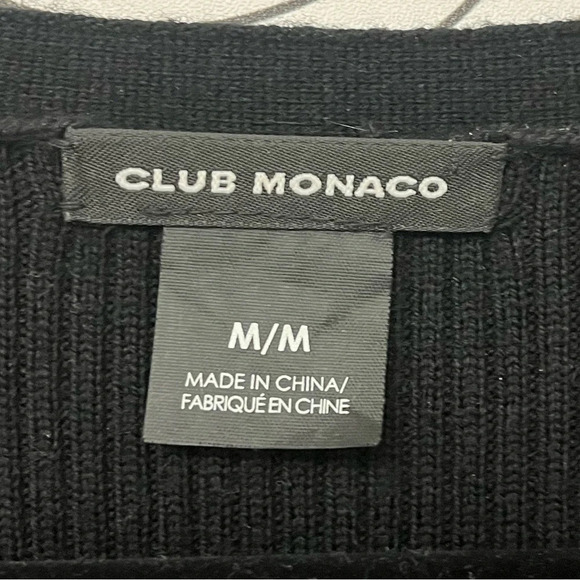 CLUB MONACO
M/M
MADE IN CHINA/
FABRIQUÉ EN CHINE